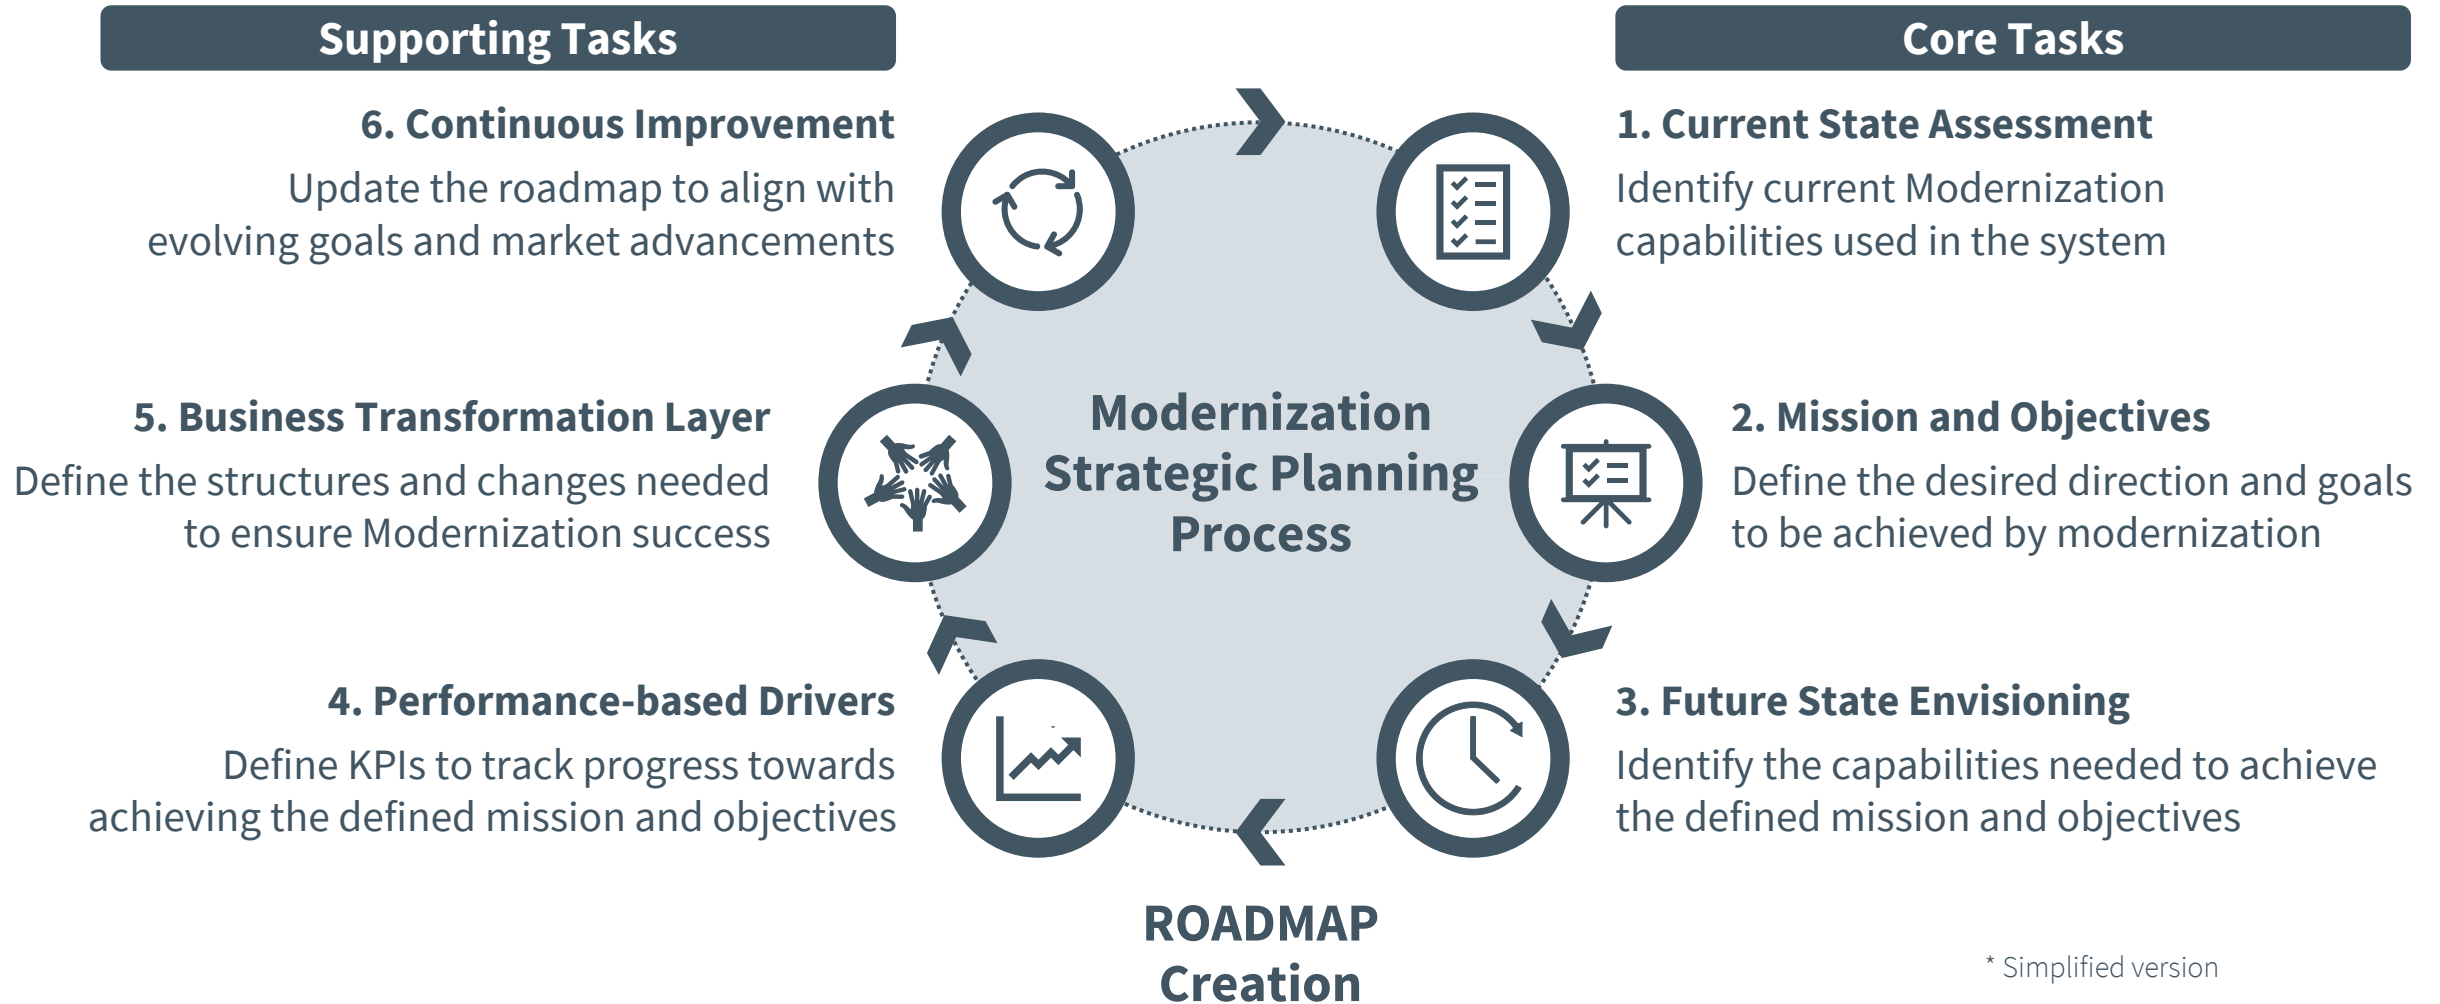 Supporting Tasks
Core Tasks
6. Continuous Improvement
Update the roadmap to align with
evolving goals and market advancements
1. Current State Assessment
Identify current Modernization
capabilities used in the system
5. Business Transformation Layer
Define the structures and changes needed
to ensure Modernization success
Modernization
Strategic Planning
Process
2. Mission and Objectives
Define the desired direction and goals
to be achieved by modernization
4. Performance-based Drivers
Define KPIs to track progress towards
achieving the defined mission and objectives
3. Future State Envisioning
Identify the capabilities needed to achieve
the defined mission and objectives
ROADMAP
Creation
* Simplified version